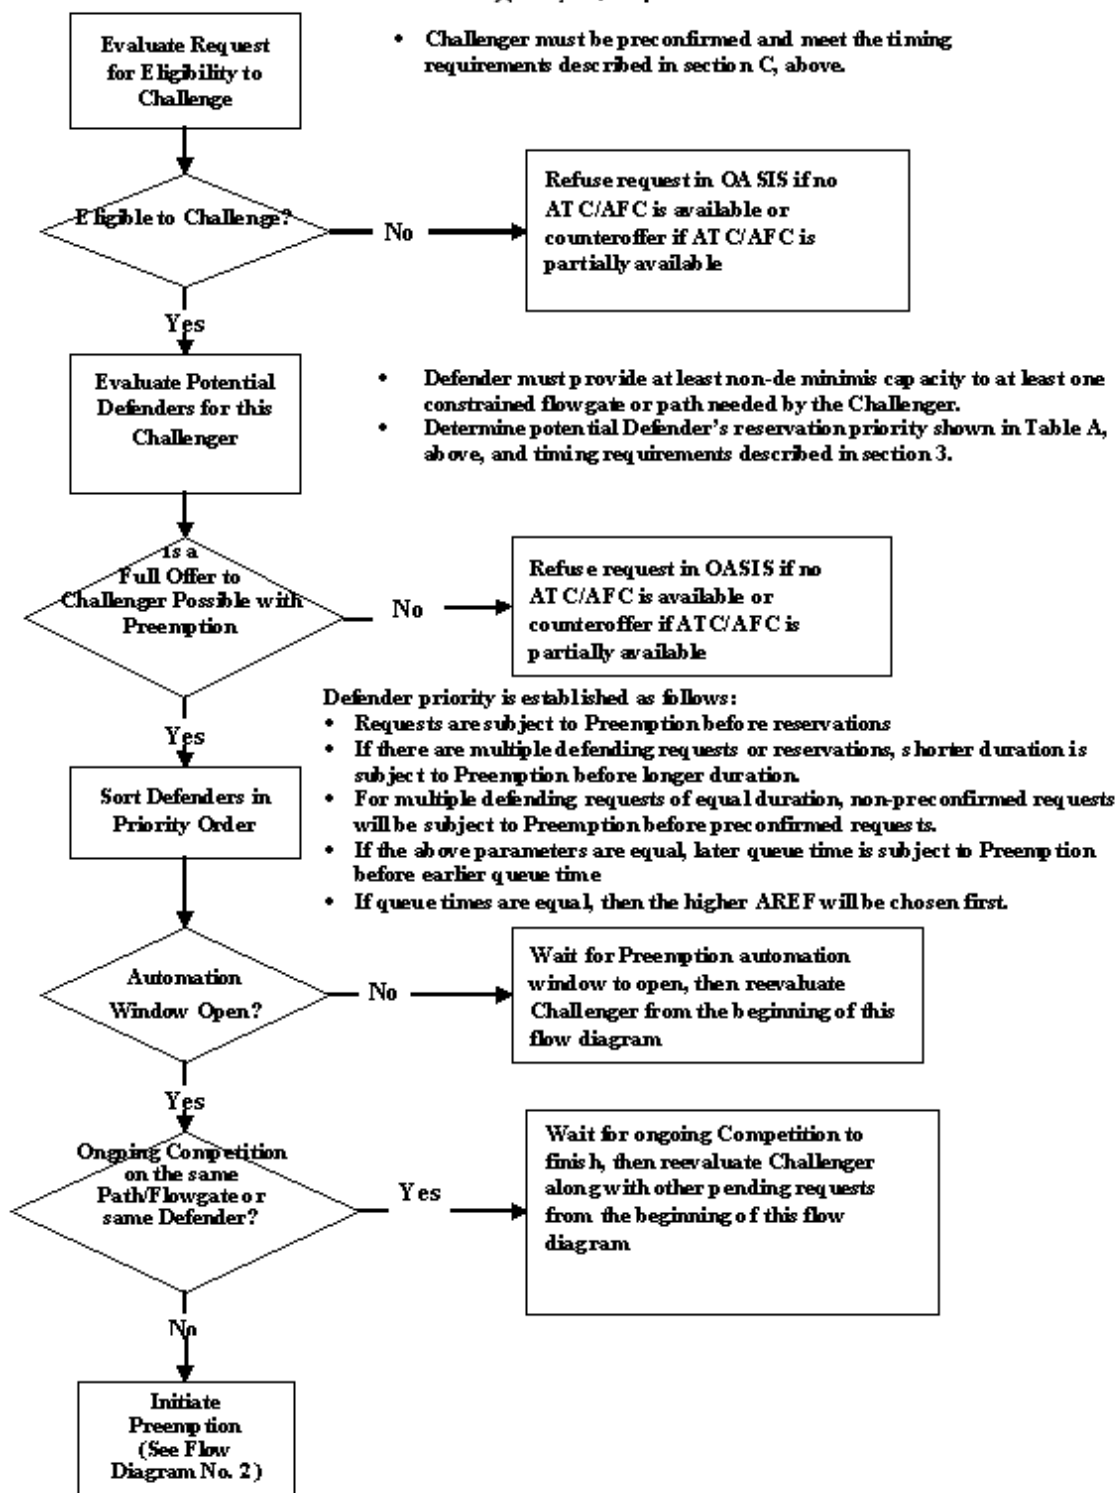 Evaluate Request
for Eligibility to
Challenge
• Challenger must be preconfirmed and meet the timing
requirements described in section C, above.
Eligible to Challenge?
No
Refuse request in OASIS if no
ATC/AFC is available or
counteroffer if ATC/AFC is
partially available
Yes
Evaluate Potential
Defenders for this
Challenger
• Defender must provide at least non-de minimis capacity to at least one
constrained flowgate or path needed by the Challenger.
• Determine potential Defender's reservation priority shown in Table A,
above, and timing requirements described in section 3.
Is a
Full Offer to
Challenger Possible with
Preemption
No
Refuse request in OASIS if no
ATC/AFC is available or
counteroffer if ATC/AFC is
partially available
Yes
Defender priority is established as follows:
• Requests are subject to Preemption before reservations
• If there are multiple defending requests or reservations, shorter duration is
subject to Preemption before longer duration.
• For multiple defending requests of equal duration, non-preconfirmed requests
will be subject to Preemption before preconfirmed requests.
• If the above parameters are equal, later queue time is subject to Preemption
before earlier queue time
• If queue times are equal, then the higher AREF will be chosen first.
Sort Defenders in
Priority Order
Automation
Window Open?
No
Wait for Preemption automation
window to open, then reevaluate
Challenger from the beginning of this
flow diagram
Yes
Ongoing Competition
on the same
Path/Flowgate or
same Defender?
Yes
Wait for ongoing Competition to
finish, then reevaluate Challenger
along with other pending requests
from the beginning of this flow
diagram
No
Initiate
Preemption
(See Flow
Diagram No. 2)